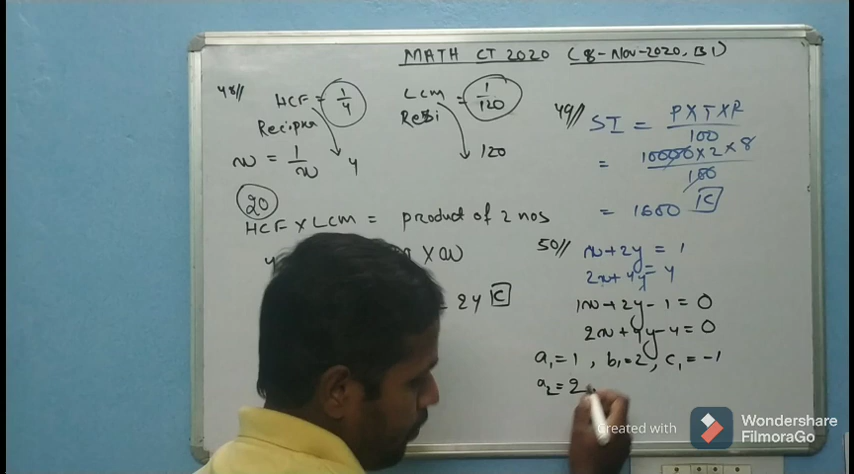 MATH CT 2020 (8-Nov-2020, B1)
48//
HCF = 1/4
LCM = 1/120
Recipra
Resi
x = 1/x
4
120
20
HCF X LCM = product of 2 nos
4
X (x)
= 24 C
49//
SI = P X T X R / 100
= 10000 X 2 X 8 / 100
= 1600 C
50//
x + 2y = 1
2x + 4y = 4
1x + 2y - 1 = 0
2x + 4y - 4 = 0
a1 = 1, b1 = 2, c1 = -1
a2 = 2,
Created with
Wondershare
FilmoraGo